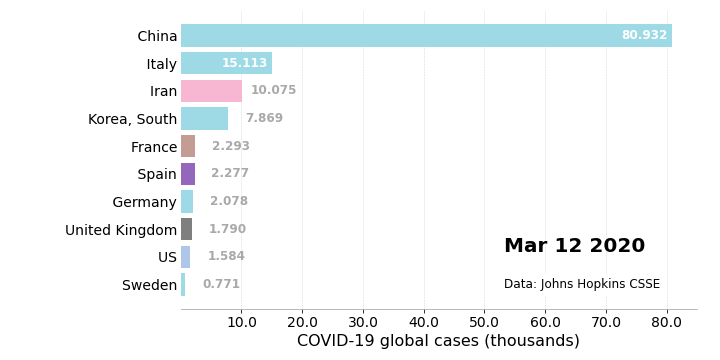 China 80.932
Italy 15.113
Iran 10.075
Korea, South 7.869
France 2.293
Spain 2.277
Germany 2.078
United Kingdom 1.790
US 1.584
Sweden 0.771
Mar 12 2020
Data: Johns Hopkins CSSE
10.0 20.0 30.0 40.0 50.0 60.0 70.0 80.0
COVID-19 global cases (thousands)